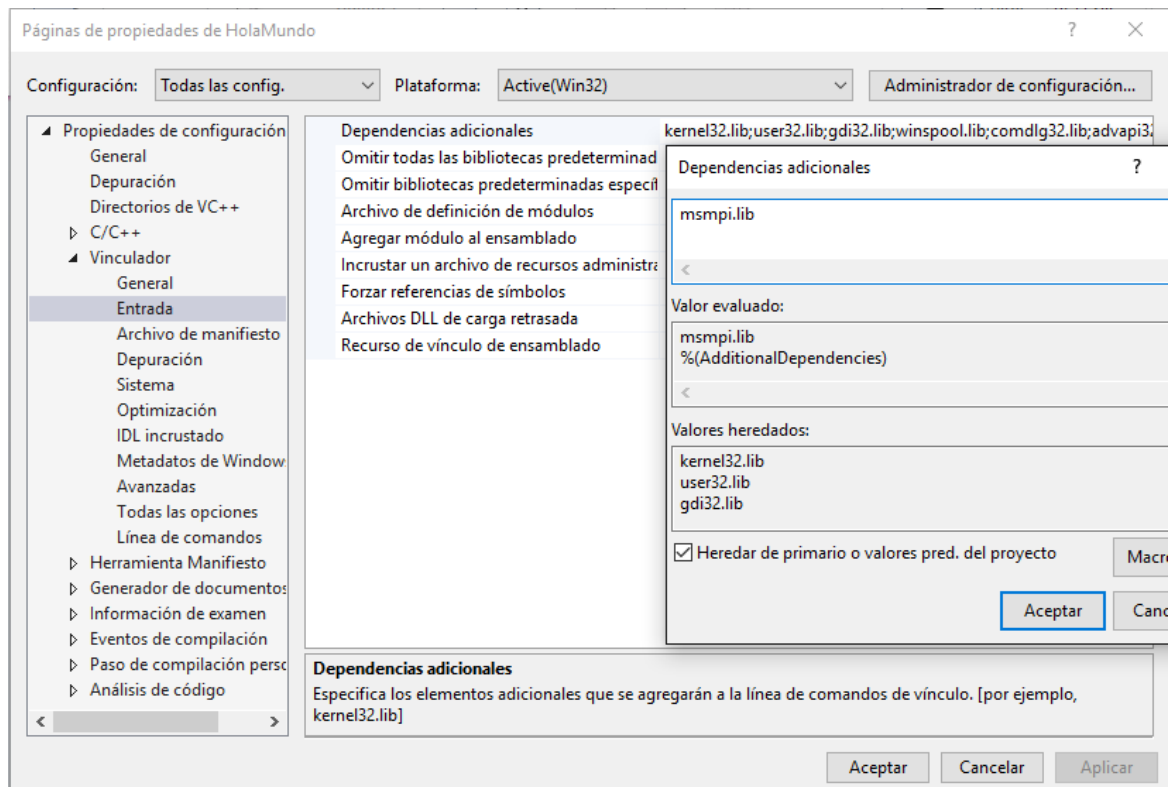 Páginas de propiedades de HolaMundo
Configuración: Todas las config. Plataforma: Active(Win32) Administrador de configuración...
Propiedades de configuración
General
Depuración
Directorios de VC++
C/C++
Vinculador
General
Entrada
Archivo de manifiesto
Depuración
Sistema
Optimización
IDL incrustado
Metadatos de Window
Avanzadas
Todas las opciones
Línea de comandos
Herramienta Manifiesto
Generador de documentos
Información de examen
Eventos de compilación
Paso de compilación perso
Análisis de código
Dependencias adicionales kernel32.lib;user32.lib;gdi32.lib;winspool.lib;comdlg32.lib;advapi32
Omitir todas las bibliotecas predeterminad
Omitir bibliotecas predeterminadas específi
Archivo de definición de módulos
Agregar módulo al ensamblado
Incrustar un archivo de recursos administra
Forzar referencias de símbolos
Archivos DLL de carga retrasada
Recurso de vínculo de ensamblado
Dependencias adicionales ?
msmpi.lib
Valor evaluado:
msmpi.lib
%(AdditionalDependencies)
Valores heredados:
kernel32.lib
user32.lib
gdi32.lib
Heredar de primario o valores pred. del proyecto
Macro
Aceptar Canc
Dependencias adicionales
Especifica los elementos adicionales que se agregarán a la línea de comandos de vínculo. [por ejemplo,
kernel32.lib]
Aceptar Cancelar Aplicar